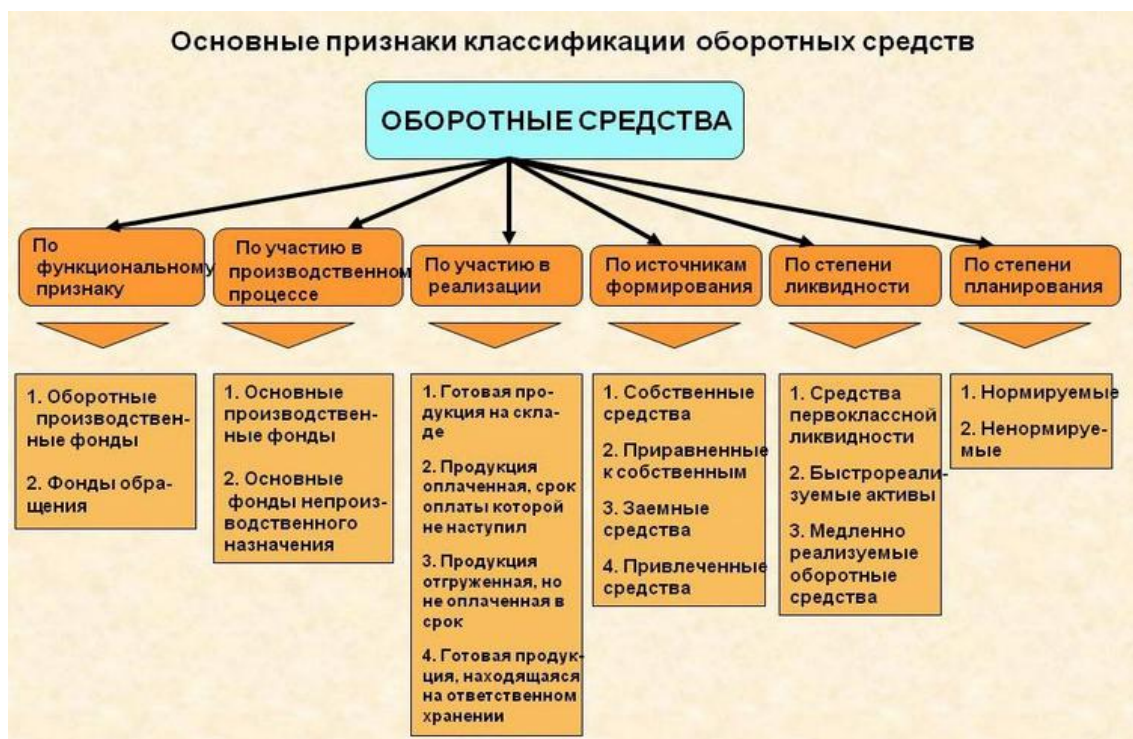 Основные признаки классификации оборотных средств
ОБОРОТНЫЕ СРЕДСТВА
По
функциональному
признаку
По участию в
производственном
процессе
По участию в
реализации
По источникам
формирования
По степени
ликвидности
По степени
планирования
1. Оборотные
производствен-
ные фонды
2. Фонды обра-
щения
1. Основные
производствен-
ные фонды
2. Основные
фонды непроиз-
водственного
назначения
1. Готовая про-
дукция на скла-
де
2. Продукция
оплаченная, срок
оплаты которой
не наступил
3. Продукция
отгруженная, но
не оплаченная в
срок
4. Готовая продук-
ция, находящаяся
на ответственном
хранении
1. Собственные
средства
2. Приравненные
к собственным
3. Заемные
средства
4. Привлеченные
средства
1. Средства
первоклассной
ликвидности
2. Быстрореали-
зуемые активы
3. Медленно
реализуемые
оборотные
средства
1. Нормируемые
2. Ненормируе-
мые